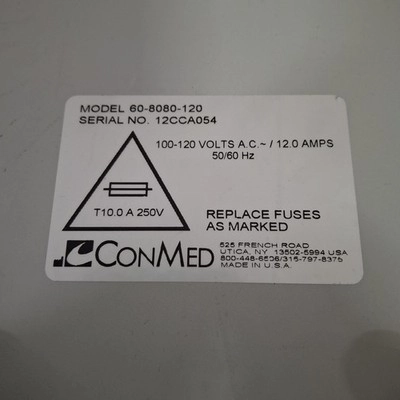 MODEL 60-8080-120
SERIAL NO. 12CCA054
100-120 VOLTS A.C.~ / 12.0 AMPS
50/60 Hz
T10.0 A 250V
REPLACE FUSES
AS MARKED
CONMED
525 FRENCH ROAD
UTICA, NY 13502-5994 USA
800-448-6506/315-797-8375
MADE IN U.S.A.